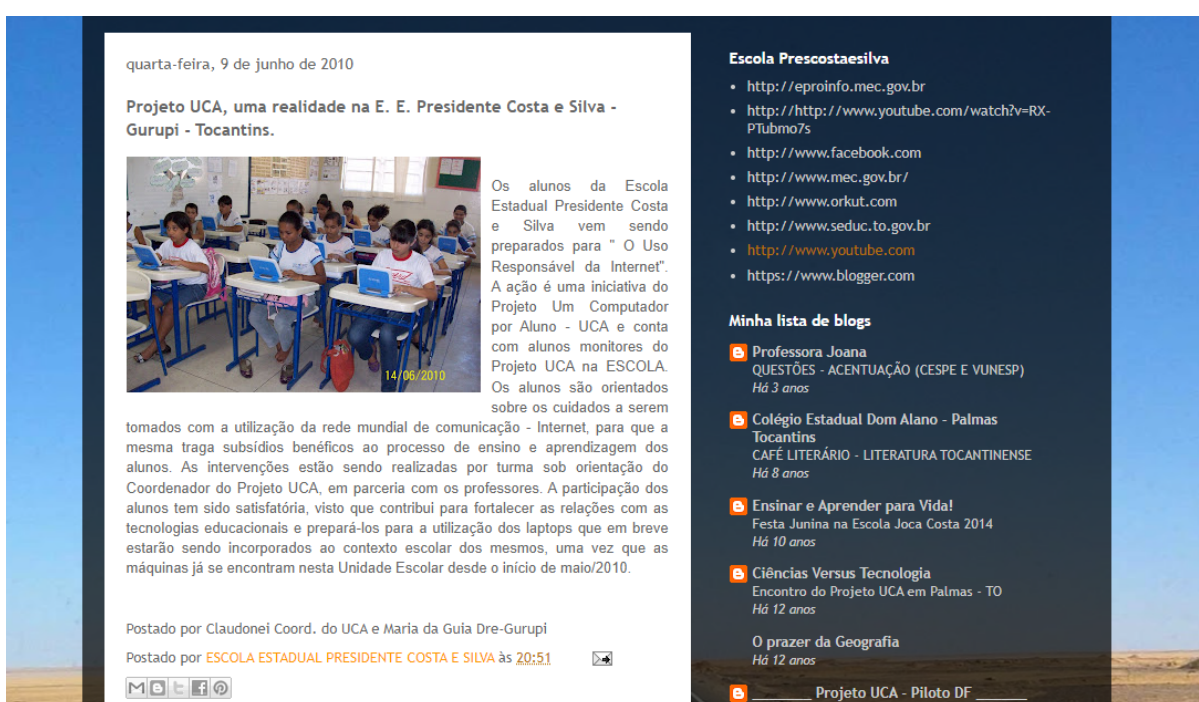 quarta-feira, 9 de junho de 2010
Projeto UCA, uma realidade na E. E. Presidente Costa e Silva -
Gurupi - Tocantins.
14/06/2010
Os alunos da Escola
Estadual Presidente Costa
e Silva vem sendo
preparados para " O Uso
Responsável da Internet".
A ação é uma iniciativa do
Projeto Um Computador
por Aluno - UCA e conta
com alunos monitores do
Projeto UCA na ESCOLA.
Os alunos são orientados
sobre os cuidados a serem
tomados com a utilização da rede mundial de comunicação - Internet, para que a
mesma traga subsídios benéficos ao processo de ensino e aprendizagem dos
alunos. As intervenções estão sendo realizadas por turma sob orientação do
Coordenador do Projeto UCA, em parceria com os professores. A participação dos
alunos tem sido satisfatória, visto que contribui para fortalecer as relações com as
tecnologias educacionais e prepará-los para a utilização dos laptops que em breve
estarão sendo incorporados ao contexto escolar dos mesmos, uma vez que as
máquinas já se encontram nesta Unidade Escolar desde o início de maio/2010.
Postado por Claudonei Coord. do UCA e Maria da Guia Dre-Gurupi
Postado por ESCOLA ESTADUAL PRESIDENTE COSTA E SILVA às 20:51
Escola Prescostaesilva
• http://eproinfo.mec.gov.br
• http://http://www.youtube.com/watch?v=RX-
PTubmo7s
• http://www.facebook.com
• http://www.mec.gov.br/
• http://www.orkut.com
• http://www.seduc.to.gov.br
• http://www.youtube.com
• https://www.blogger.com
Minha lista de blogs
Professora Joana
QUESTÕES - ACENTUAÇÃO (CESPE E VUNESP)
Há 3 anos
Colégio Estadual Dom Alano - Palmas
Tocantins
CAFÉ LITERÁRIO - LITERATURA TOCANTINENSE
Há 8 anos
Ensinar e Aprender para Vida!
Festa Junina na Escola Joca Costa 2014
Há 10 anos
Ciências Versus Tecnologia
Encontro do Projeto UCA em Palmas - TO
Há 12 anos
O prazer da Geografia
Há 12 anos
_______ Projeto UCA - Piloto DF ______